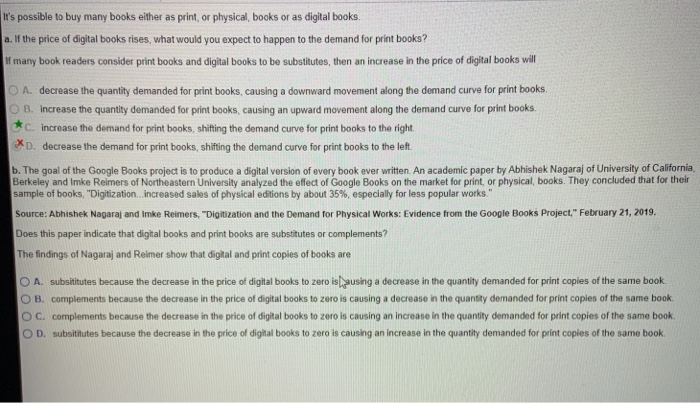 It's possible to buy many books either as print, or physical, books or as digital books.
a. If the price of digital books rises, what would you expect to happen to the demand for print books?
If many book readers consider print books and digital books to be substitutes, then an increase in the price of digital books will
A. decrease the quantity demanded for print books, causing a downward movement along the demand curve for print books.
B. increase the quantity demanded for print books, causing an upward movement along the demand curve for print books.
C. increase the demand for print books, shifting the demand curve for print books to the right.
D. decrease the demand for print books, shifting the demand curve for print books to the left.
b. The goal of the Google Books project is to produce a digital version of every book ever written. An academic paper by Abhishek Nagaraj of University of California,
Berkeley and Imke Reimers of Northeastern University analyzed the effect of Google Books on the market for print, or physical, books. They concluded that for their
sample of books, "Digitization...increased sales of physical editions by about 35%, especially for less popular works."
Source: Abhishek Nagaraj and Imke Reimers, "Digitization and the Demand for Physical Works: Evidence from the Google Books Project," February 21, 2019.
Does this paper indicate that digital books and print books are substitutes or complements?
The findings of Nagaraj and Reimer show that digital and print copies of books are
A. subsititutes because the decrease in the price of digital books to zero is causing a decrease in the quantity demanded for print copies of the same book.
B. complements because the decrease in the price of digital books to zero is causing a decrease in the quantity demanded for print copies of the same book.
C. complements because the decrease in the price of digital books to zero is causing an increase in the quantity demanded for print copies of the same book.
D. subsititutes because the decrease in the price of digital books to zero is causing an increase in the quantity demanded for print copies of the same book.